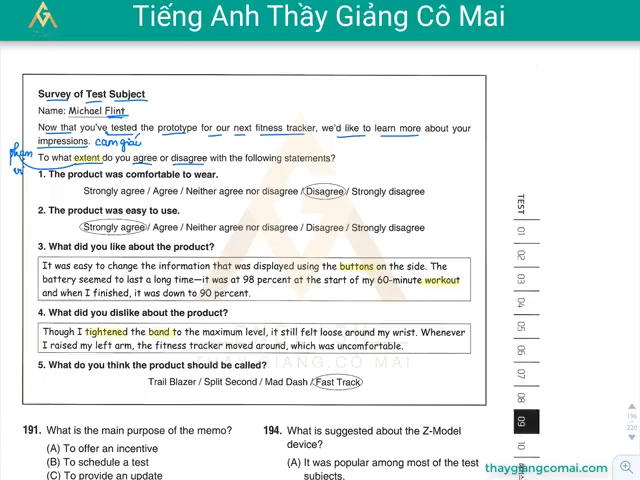 Tiếng Anh Thầy Giảng Cô Mai
Survey of Test Subject
Name: Michael Flint
Now that you've tested the prototype for our next fitness tracker, we'd like to learn more about your
impressions. cảm giác
phạm vi
To what extent do you agree or disagree with the following statements?
1. The product was comfortable to wear.
Strongly agree / Agree / Neither agree nor disagree / Disagree / Strongly disagree
2. The product was easy to use.
Strongly agree / Agree / Neither agree nor disagree / Disagree / Strongly disagree
3. What did you like about the product?
It was easy to change the information that was displayed using the buttons on the side. The
battery seemed to last a long time—it was at 98 percent at the start of my 60-minute workout
and when I finished, it was down to 90 percent.
4. What did you dislike about the product?
Though I tightened the band to the maximum level, it still felt loose around my wrist. Whenever
I raised my left arm, the fitness tracker moved around, which was uncomfortable.
THẦY GIẢNG CÔ MAI
5. What do you think the product should be called?
Trail Blazer / Split Second / Mad Dash / Fast Track
191. What is the main purpose of the memo?
(A) To offer an incentive
(B) To schedule a test
(C) To provide an update
194. What is suggested about the Z-Model
device?
(A) It was popular among most of the test
subjects.
TEST
01
02
03
04
05
06
07
08
09
10
196
220
thaygiangcomai.com